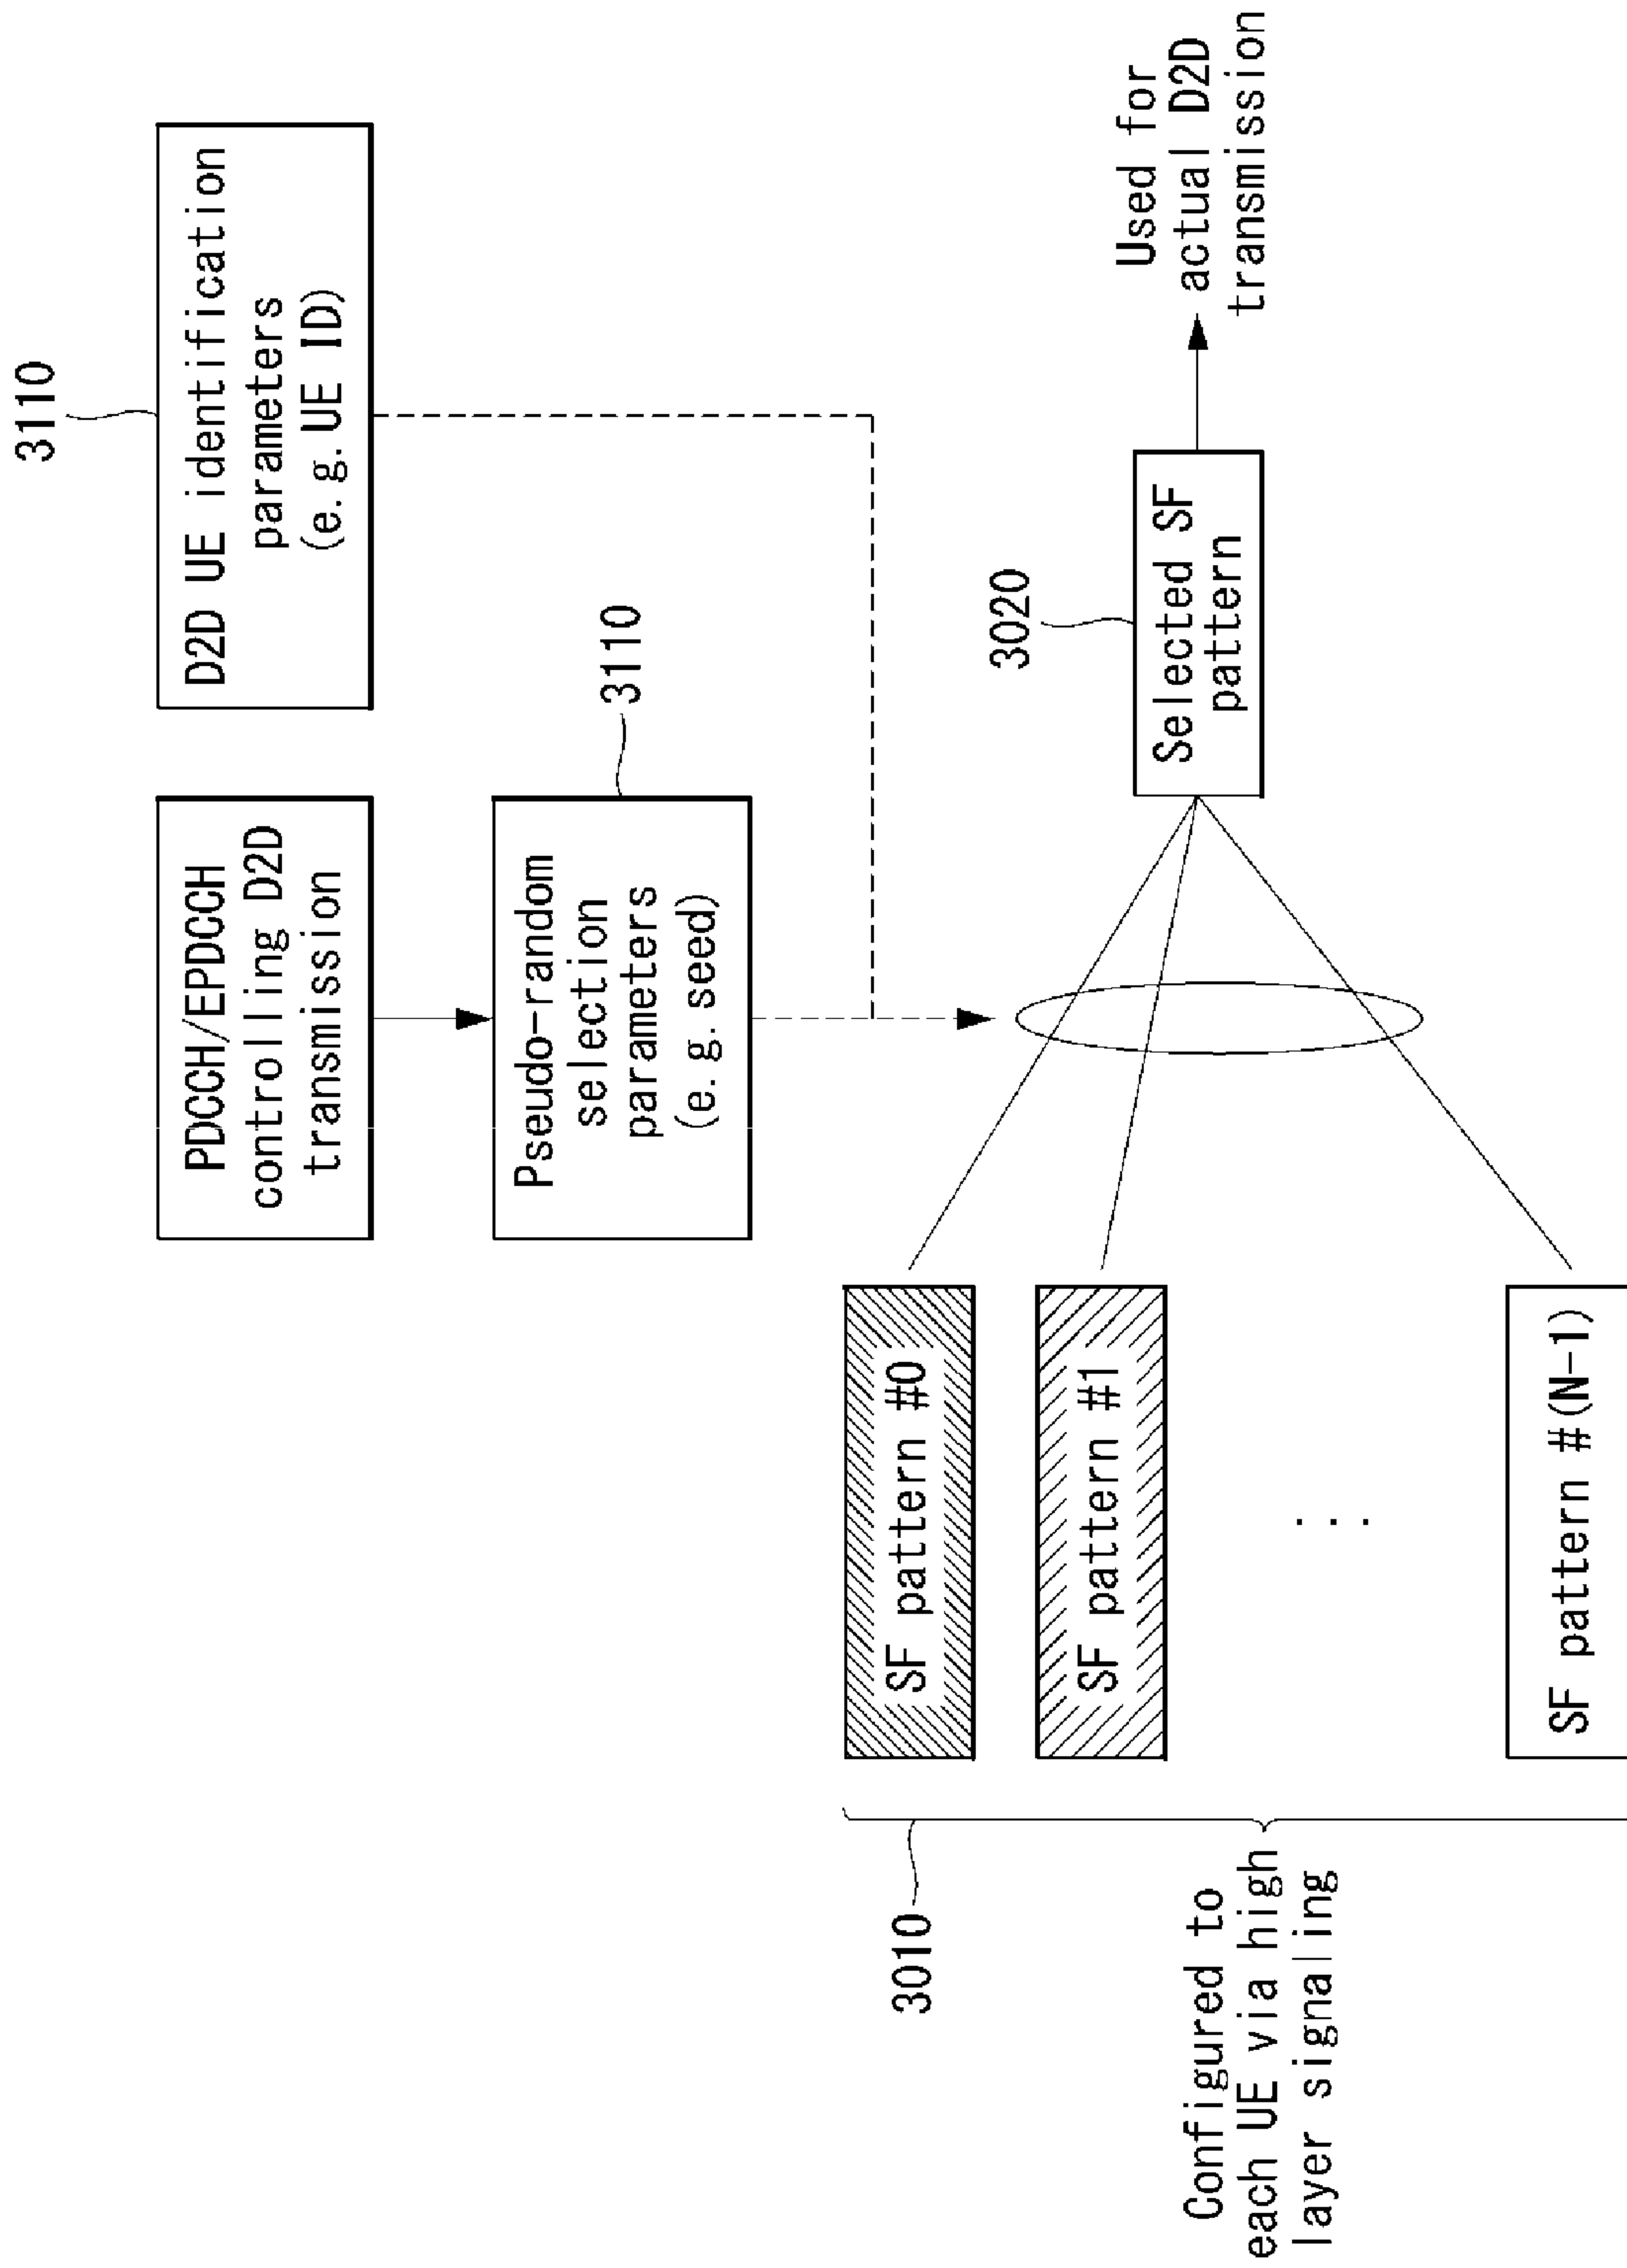 3110
PDCCH/EPDCCH
controlling D2D
transmission
D2D UE identification
parameters
(e.g. UE ID)
Pseudo-random
selection
parameters
(e.g. seed)
3110
3010
SF pattern #0
SF pattern #1
. . .
SF pattern #(N-1)
Configured to
each UE via high
layer signaling
3020
Selected SF
pattern
Used for
actual D2D
transmission